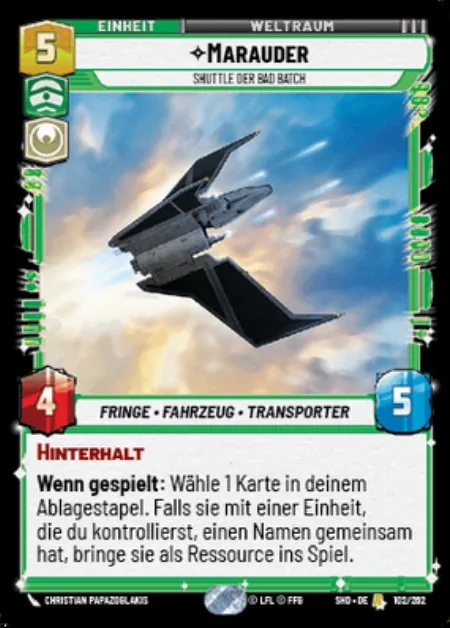 EINHEIT WELTRAUM
5 MARAUDER
SHUTTLE DER BAD BATCH
4 FRINGE • FAHRZEUG • TRANSPORTER 5
HINTERHALT
Wenn gespielt: Wähle 1 Karte in deinem
Ablagestapel. Falls sie mit einer Einheit,
die du kontrollierst, einen Namen gemeinsam
hat, bringe sie als Ressource ins Spiel.
CHRISTIAN PAPAZOGLAKIS © LFL © FFG SHD • DE 102/262